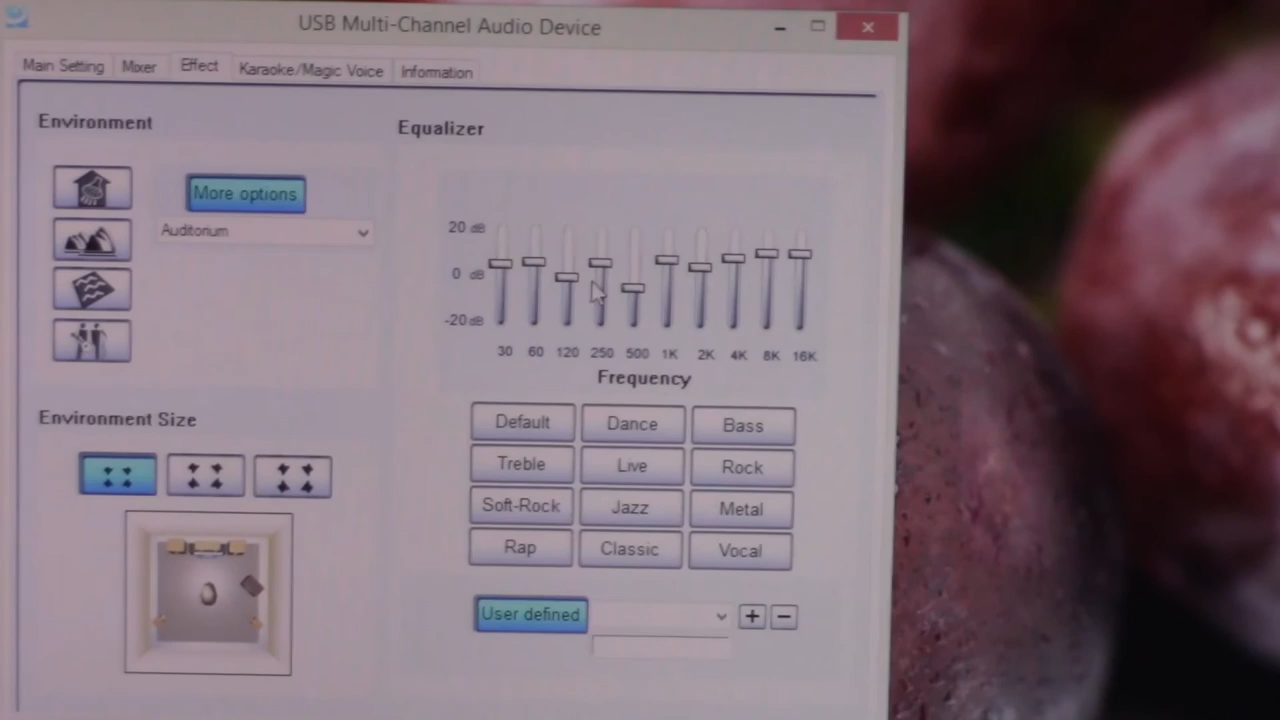 USB Multi-Channel Audio Device
Main Setting Mixer Effect Karaoke/Magic Voice Information
Environment
Equalizer
More options
Auditorium
20 dB
0 dB
-20 dB
30 60 120 250 500 1K 2K 4K 8K 16K
Frequency
Environment Size
Default Dance Bass
Treble Live Rock
Soft-Rock Jazz Metal
Rap Classic Vocal
User defined + −